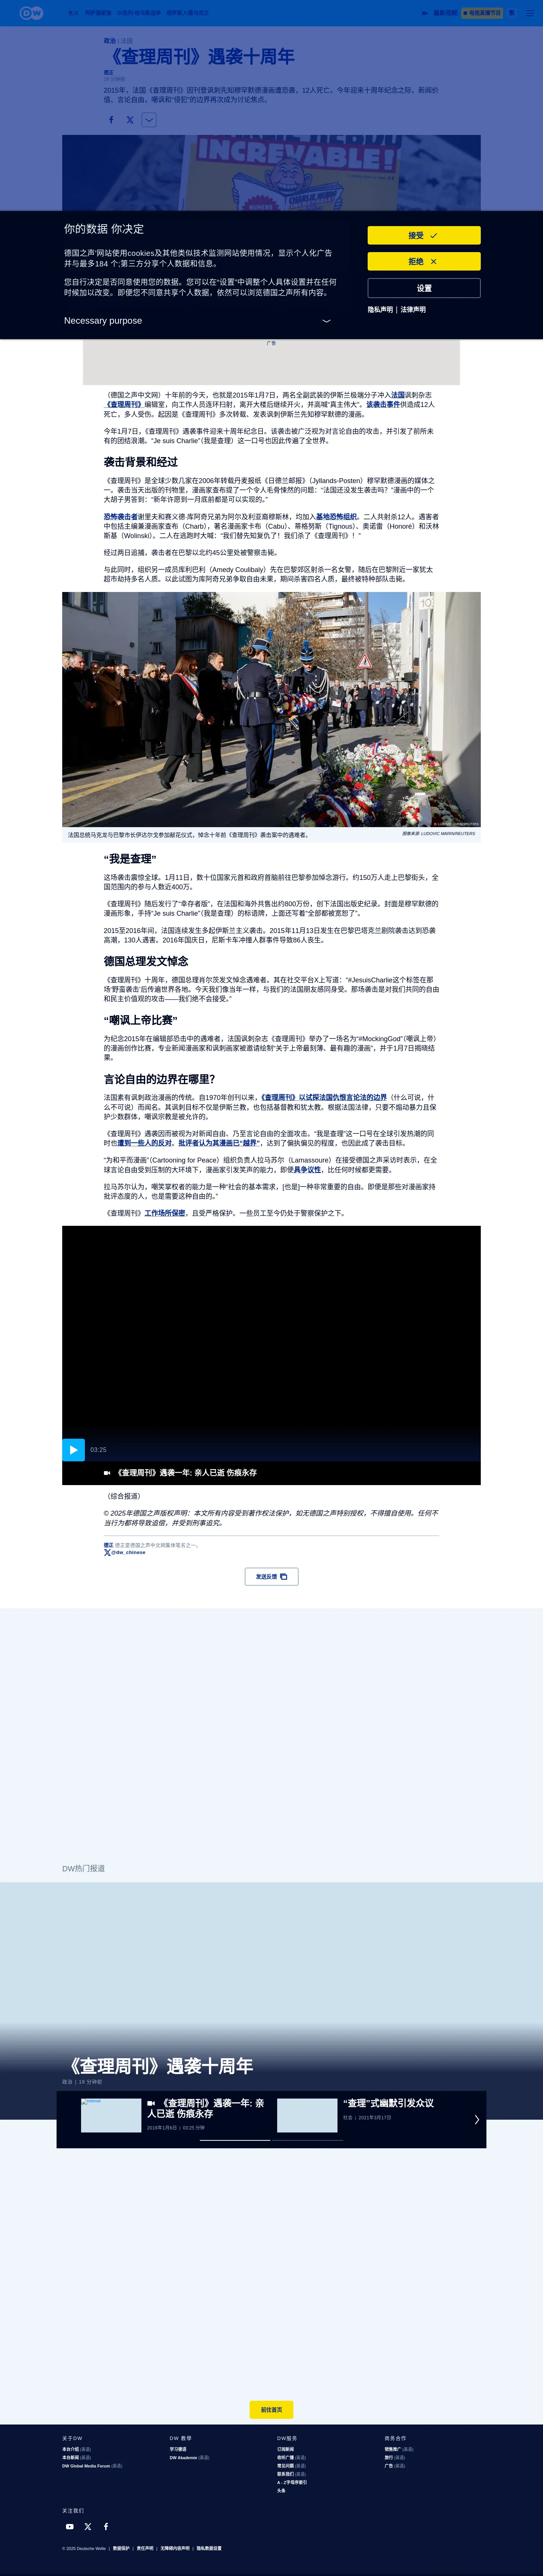 DW
最新视频
电视直播节目
政治 | 法国
《查理周刊》遇袭十周年
德正
19 分钟前
2015年，法国《查理周刊》因刊登讽刺先知穆罕默德漫画遭恐袭，12人死亡。今年迎来十周年纪念之际，新闻价
值、言论自由、嘲讽和“侵犯”的边界再次成为讨论焦点。
INCREVABLE!
你的数据 你决定
德国之声'网站使用cookies及其他类似技术监测网站使用情况，显示个人化广告
并与最多184 个;第三方分享个人数据和信息。
您自行决定是否同意使用您的数据。您可以在“设置”中调整个人具体设置并在任何
时候加以改变。即便您不同意共享个人数据，依然可以浏览德国之声所有内容。
Necessary purpose
接受
拒绝
设置
隐私声明 | 法律声明
广告
（德国之声中文网）十年前的今天，也就是2015年1月7日，两名全副武装的伊斯兰极端分子冲入法国讽刺杂志
《查理周刊》编辑室，向工作人员连环扫射，离开大楼后继续开火，并高喊“真主伟大”。该袭击事件供造成12人
死亡，多人受伤。起因是《查理周刊》多次转载、发表讽刺伊斯兰先知穆罕默德的漫画。
今年1月7日，《查理周刊》遇袭事件迎来十周年纪念日。该袭击被广泛视为对言论自由的攻击，并引发了前所未
有的团结浪潮。“Je suis Charlie”（我是查理）这一口号也因此传遍了全世界。
袭击背景和经过
《查理周刊》是全球少数几家在2006年转载丹麦报纸《日德兰邮报》（Jyllands-Posten）穆罕默德漫画的媒体之
一。袭击当天出版的刊物里，漫画家查布提了一个令人毛骨悚然的问题：“法国还没发生袭击吗？”漫画中的一个
大胡子男答到：“新年许愿到一月底前都是可以实现的。”
恐怖袭击者谢里夫和赛义德·库阿奇兄弟为阿尔及利亚裔穆斯林，均加入基地恐怖组织。二人共射杀12人。遇害者
中包括主编兼漫画家查布（Charb），著名漫画家卡布（Cabu）、蒂格努斯（Tignous）、奥诺雷（Honoré）和沃林
斯基（Wolinski）。二人在逃跑时大喊：“我们替先知复仇了！我们杀了《查理周刊》！”
经过两日追捕，袭击者在巴黎以北约45公里处被警察击毙。
与此同时，组织另一成员库利巴利（Amedy Coulibaly）先在巴黎郊区射杀一名女警，随后在巴黎附近一家犹太
超市劫持多名人质。以此试图为库阿奇兄弟争取自由未果，期间杀害四名人质，最终被特种部队击毙。
法国总统马克龙与巴黎市长伊达尔戈参加献花仪式，悼念十年前《查理周刊》袭击案中的遇难者。
图像来源: LUDOVIC MARIN/REUTERS
“我是查理”
这场袭击震惊全球。1月11日，数十位国家元首和政府首脑前往巴黎参加悼念游行。约150万人走上巴黎街头，全
国范围内的参与人数近400万。
《查理周刊》随后发行了“幸存者版”，在法国和海外共售出约800万份，创下法国出版史纪录。封面是穆罕默德的
漫画形象，手持“Je suis Charlie”（我是查理）的标语牌，上面还写着“全部都被宽恕了”。
2015至2016年间，法国连续发生多起伊斯兰主义袭击。2015年11月13日发生在巴黎巴塔克兰剧院袭击达到恐袭
高潮，130人遇害。2016年国庆日，尼斯卡车冲撞人群事件导致86人丧生。
德国总理发文悼念
《查理周刊》十周年，德国总理肖尔茨发文悼念遇难者。其在社交平台X上写道：“#JesuisCharlie这个标签在那
场‘野蛮袭击’后传遍世界各地。今天我们像当年一样，与我们的法国朋友感同身受。那场袭击是对我们共同的自由
和民主价值观的攻击——我们绝不会接受。”
“嘲讽上帝比赛”
为纪念2015年在编辑部恐击中的遇难者，法国讽刺杂志《查理周刊》举办了一场名为“#MockingGod”（嘲讽上帝）
的漫画创作比赛，专业新闻漫画家和讽刺画家被邀请绘制“关于上帝最刻薄、最有趣的漫画”，并于1月7日揭晓结
果。
言论自由的边界在哪里？
法国素有讽刺政治漫画的传统。自1970年创刊以来，《查理周刊》以试探法国仇恨言论法的边界（什么可说，什
么不可说）而闻名。其讽刺目标不仅是伊斯兰教，也包括基督教和犹太教。根据法国法律，只要不煽动暴力且保
护少数群体，嘲讽宗教是被允许的。
《查理周刊》遇袭因而被视为对新闻自由、乃至言论自由的全面攻击。“我是查理”这一口号在全球引发热潮的同
时也遭到一些人的反对。批评者认为其漫画已“越界”，达到了偏执偏见的程度，也因此成了袭击目标。
“为和平而漫画”（Cartooning for Peace）组织负责人拉马苏尔（Lamassoure）在接受德国之声采访时表示，在全
球言论自由受到压制的大环境下，漫画家引发笑声的能力，即便具争议性，比任何时候都更需要。
拉马苏尔认为，嘲笑掌权者的能力是一种“社会的基本需求，[也是]一种非常重要的自由。即便是那些对漫画家持
批评态度的人，也是需要这种自由的。”
《查理周刊》工作场所保密，且受严格保护。一些员工至今仍处于警察保护之下。
03:25
《查理周刊》遇袭一年: 亲人已逝 伤痕永存
（综合报道）
© 2025年德国之声版权声明：本文所有内容受到著作权法保护，如无德国之声特别授权，不得擅自使用。任何不
当行为都将导致追偿，并受到刑事追究。
德正 德正是德国之声中文网集体笔名之一。
@dw_chinese
发送反馈
DW热门报道
《查理周刊》遇袭十周年
政治 | 19 分钟前
《查理周刊》遇袭一年: 亲
人已逝 伤痕永存
2016年1月6日 | 03:25 分钟
“查理”式幽默引发众议
社会 | 2021年3月17日
前往首页
关于DW
本台介绍 (英语)
本台新闻 (英语)
DW Global Media Forum (英语)
DW 教学
学习德语
DW Akademie (英语)
DW服务
订阅新闻
收听广播 (英语)
常见问题 (英语)
联系我们 (英语)
A - Z字母序索引
头条
商务合作
销售推广 (英语)
旅行 (英语)
广告 (英语)
关注我们
© 2025 Deutsche Welle | 数据保护 | 责任声明 | 无障碍内容声明 | 隐私数据设置